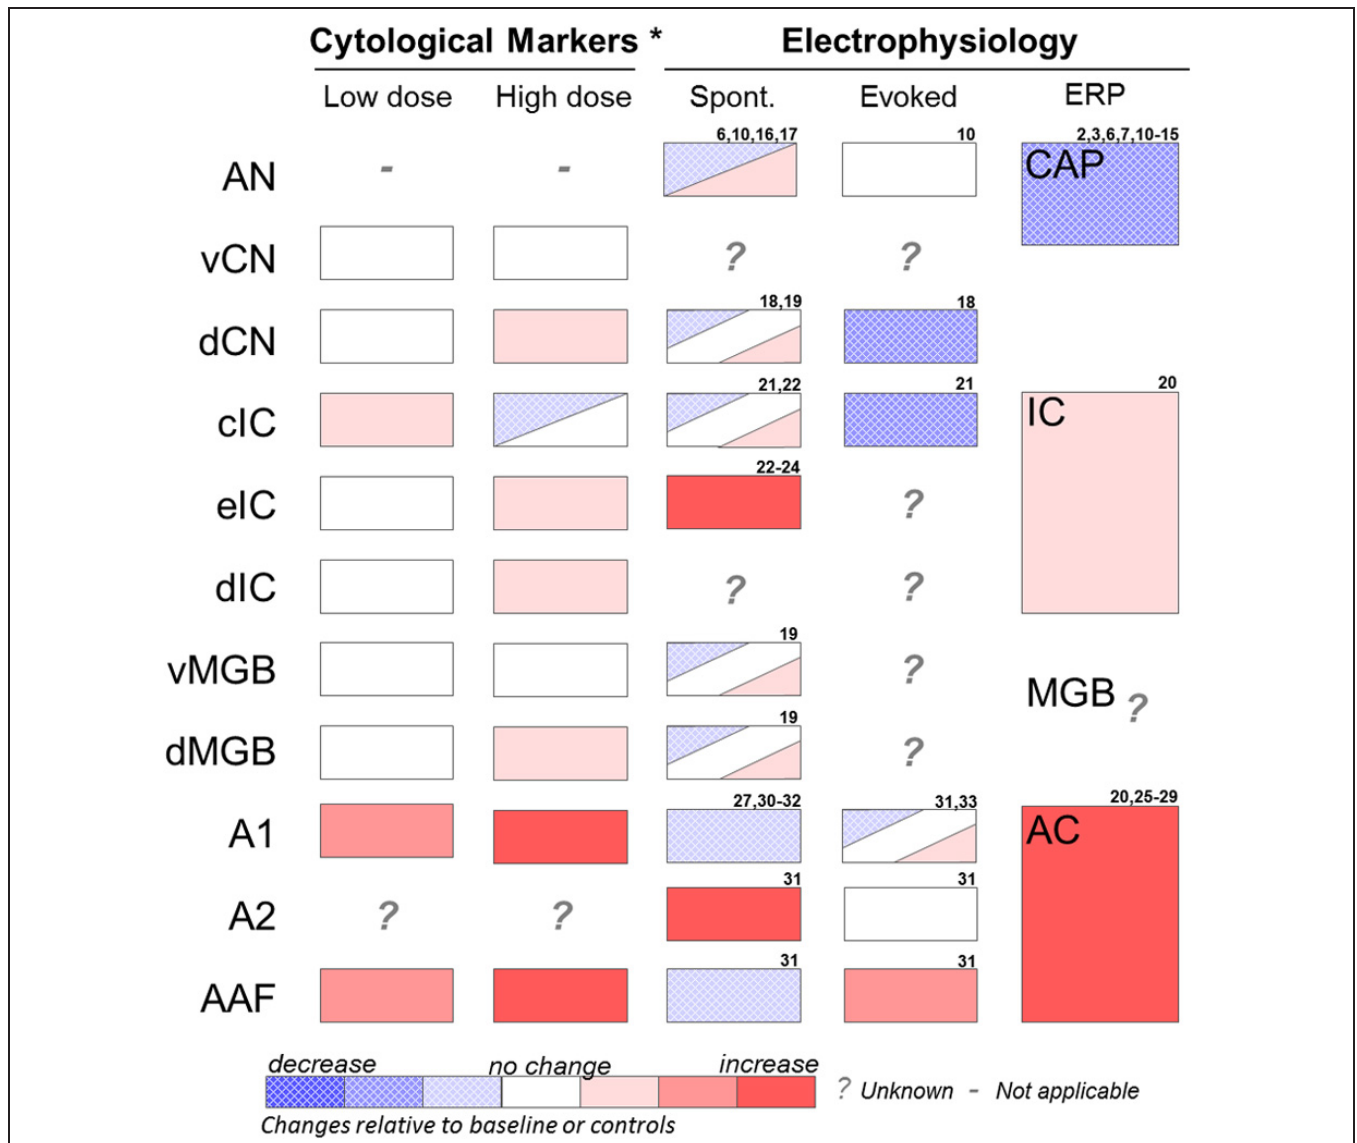 Cytological Markers * Electrophysiology
Low dose High dose Spont. Evoked ERP
6,10,16,17 10 2,3,6,7,10-15
AN - - CAP
vCN ? ?
18,19 18
dCN
21,22 21 20
cIC IC
22-24
eIC ?
dIC ? ?
19
vMGB ? MGB ?
19
dMGB ?
27,30-32 31,33 20,25-29
A1 AC
31 31
A2 ? ?
31 31
AAF
decrease no change increase
? Unknown - Not applicable
Changes relative to baseline or controls